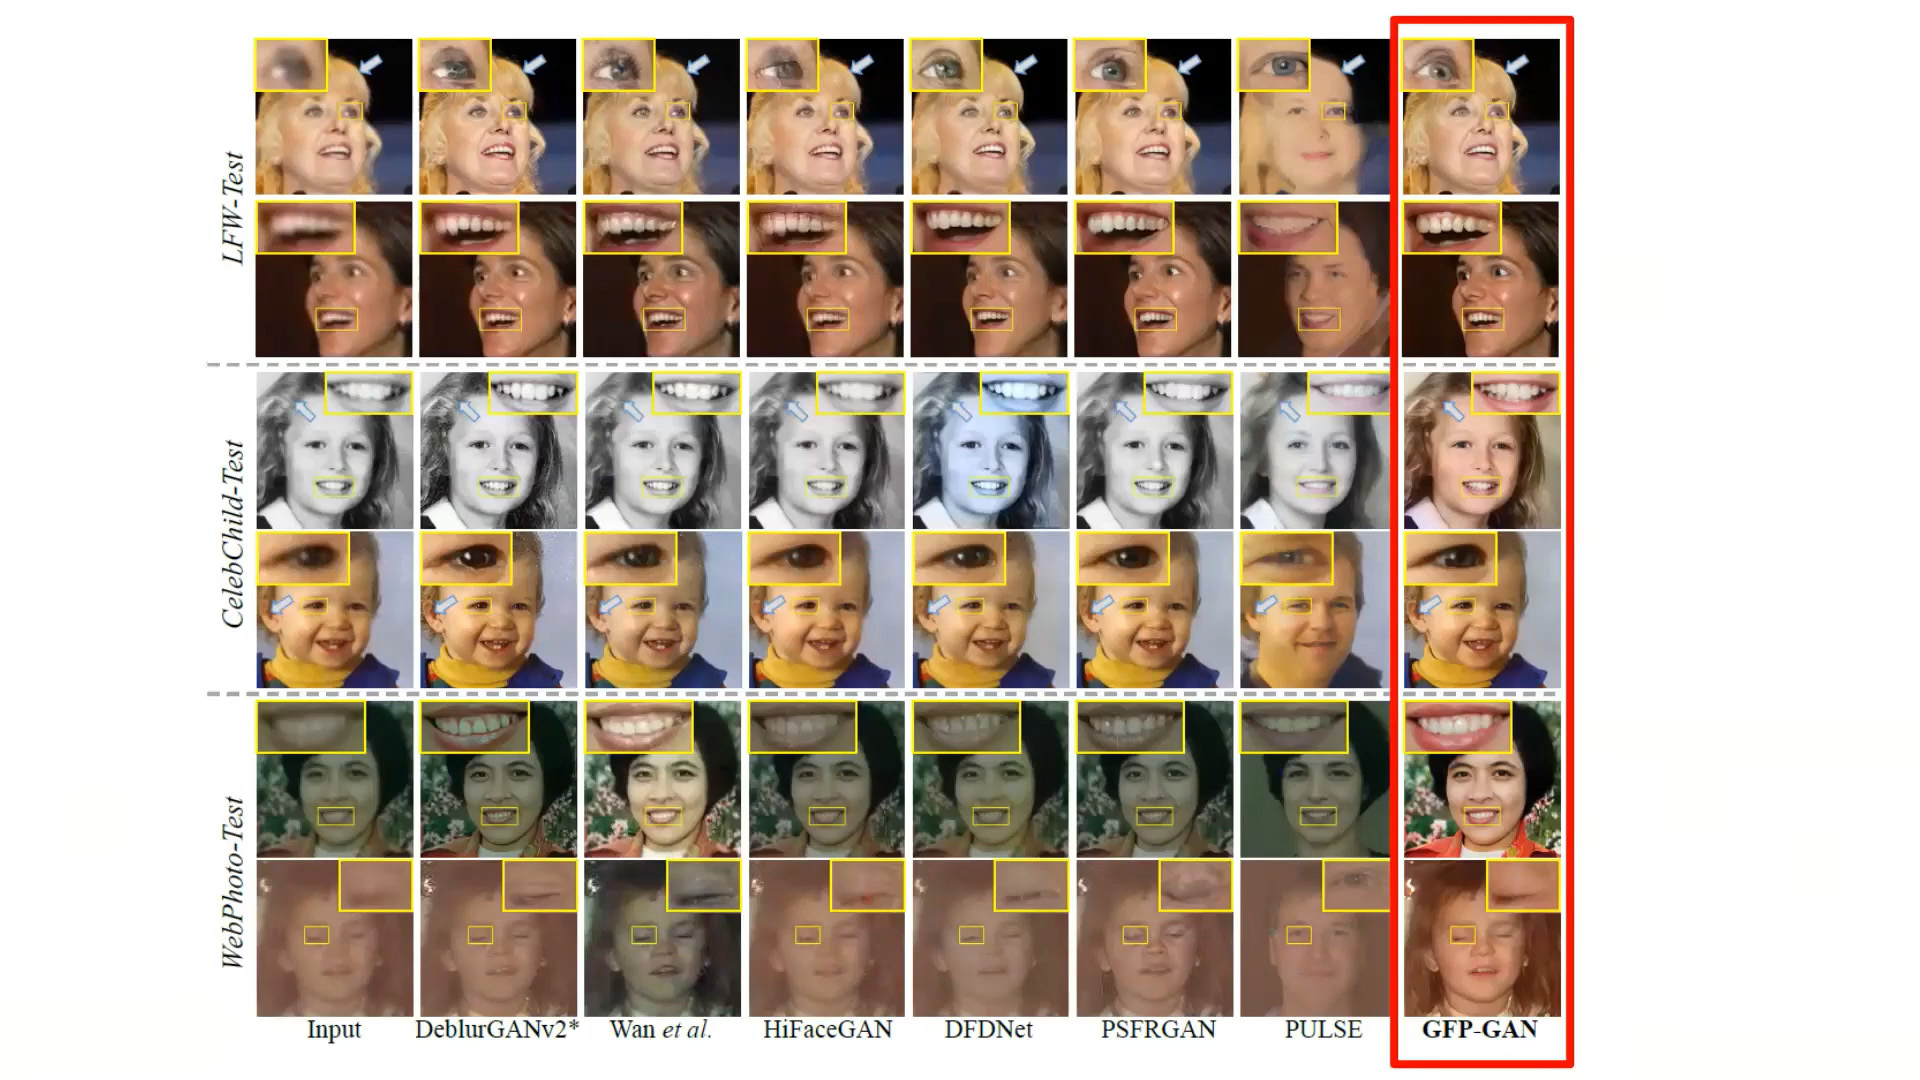 LFW-Test
CelebChild-Test
WebPhoto-Test
Input DeblurGANv2* Wan et al. HiFaceGAN DFDNet PSFRGAN PULSE GFP-GAN